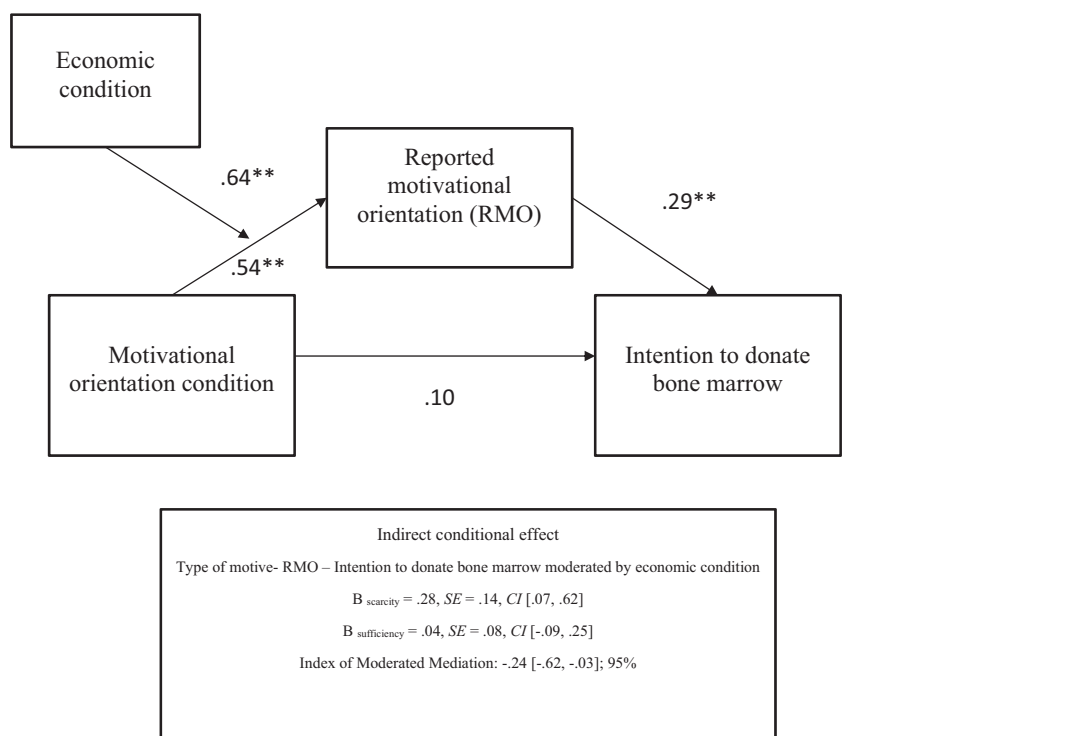 Economic
condition
.64**
Reported
motivational
orientation (RMO)
.29**
.54**
Motivational
orientation condition
.10
Intention to donate
bone marrow
Indirect conditional effect
Type of motive- RMO – Intention to donate bone marrow moderated by economic condition
B scarcity = .28, SE = .14, CI [.07, .62]
B sufficiency = .04, SE = .08, CI [-.09, .25]
Index of Moderated Mediation: -.24 [-.62, -.03]; 95%